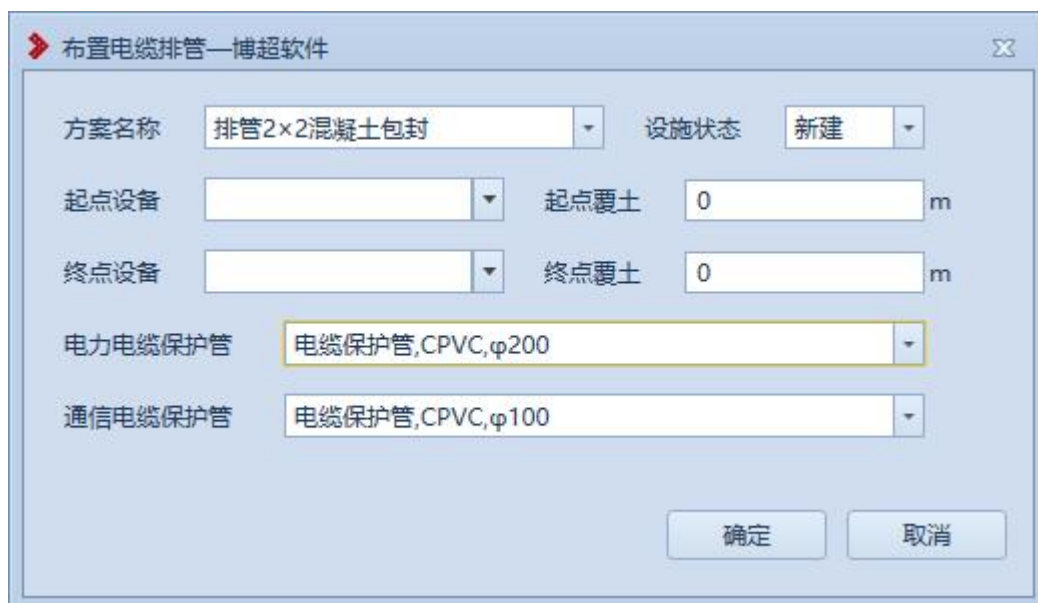 布置电缆排管—博超软件
方案名称 排管2×2混凝土包封 设施状态 新建
起点设备 起点覆土 0 m
终点设备 终点覆土 0 m
电力电缆保护管 电缆保护管,CPVC,φ200
通信电缆保护管 电缆保护管,CPVC,φ100
确定 取消